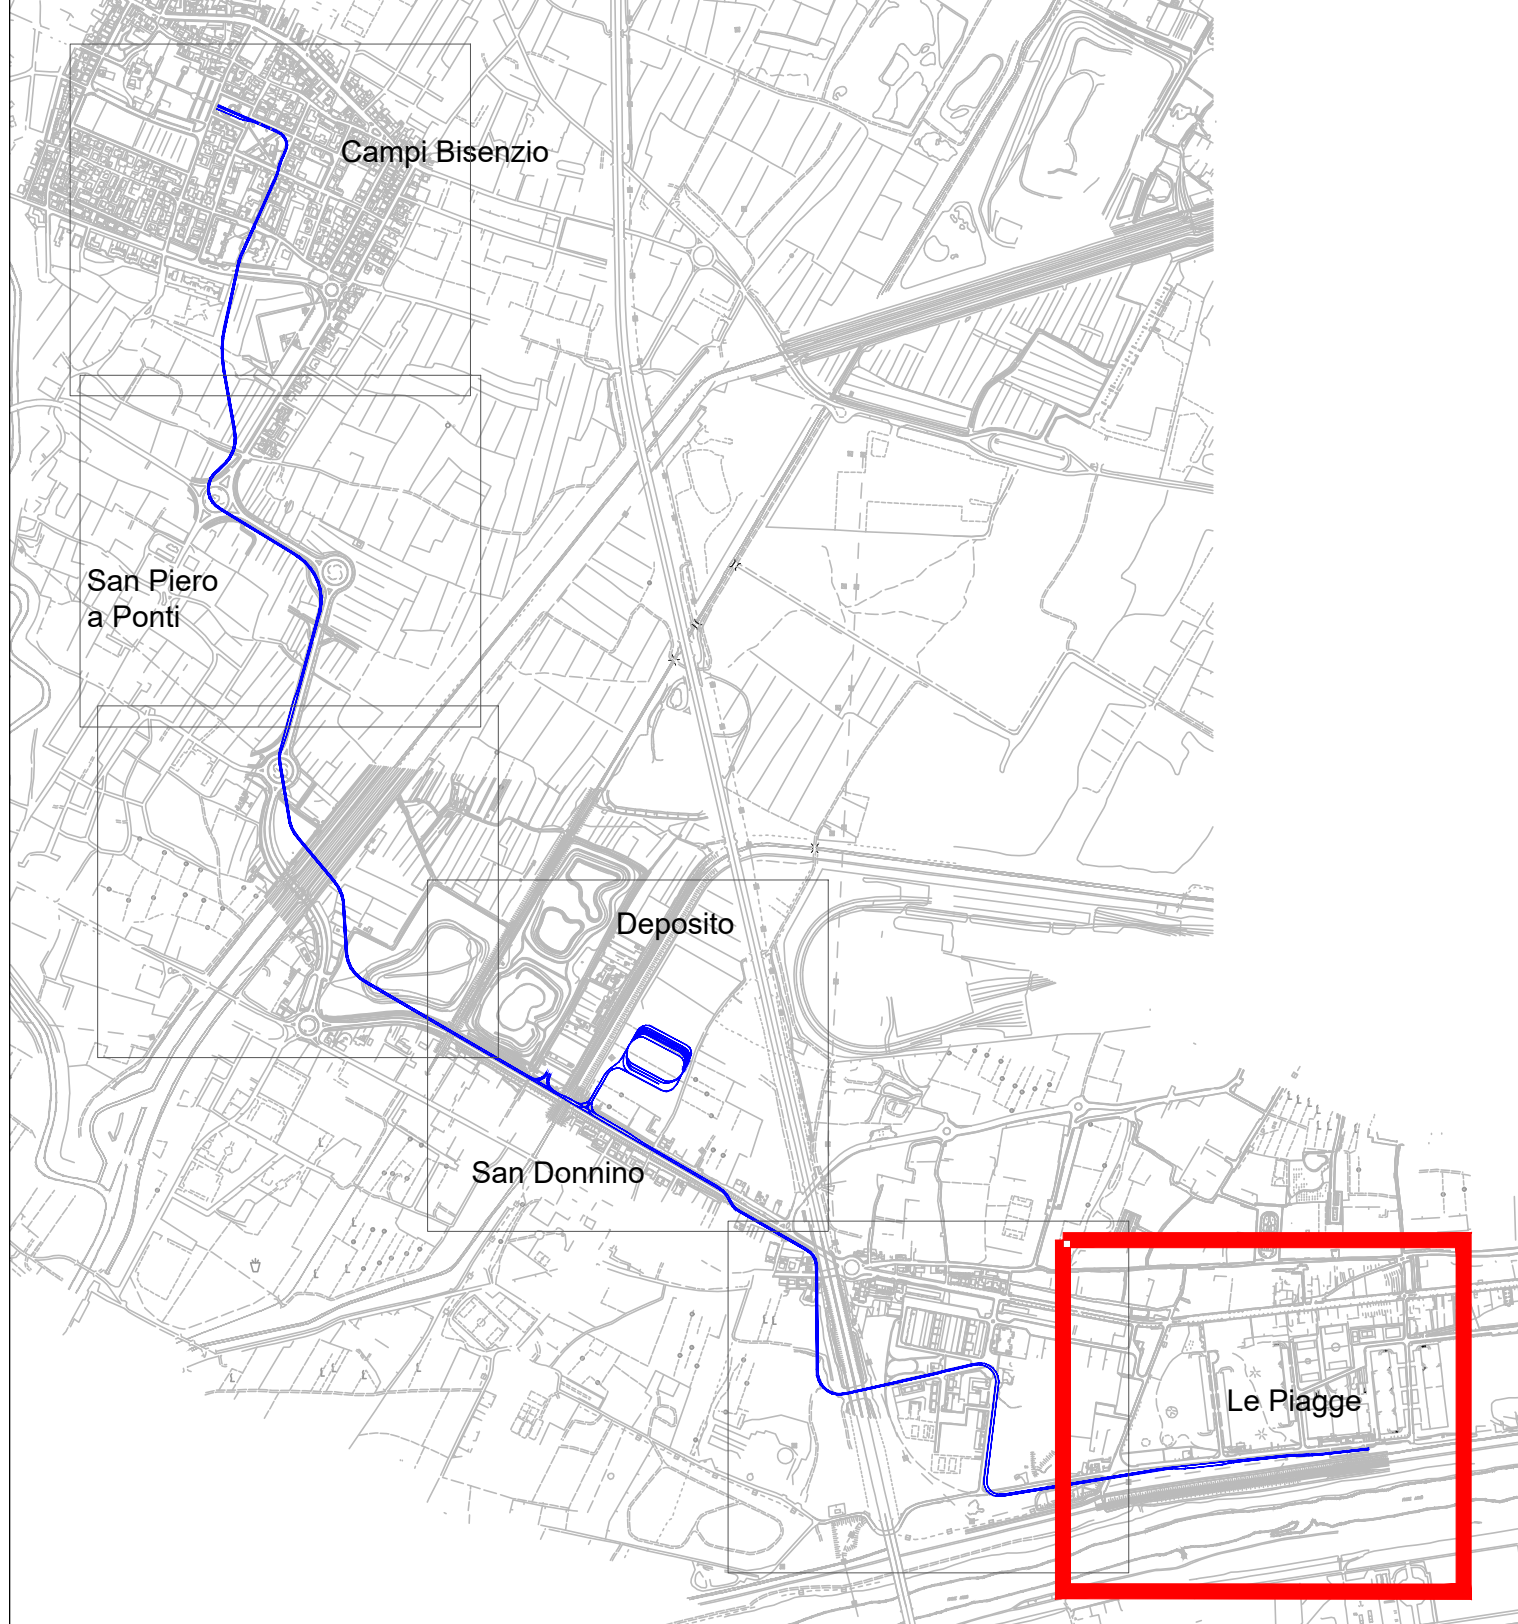 Campi Bisenzio
San Piero
a Ponti
Deposito
San Donnino
Le Piagge